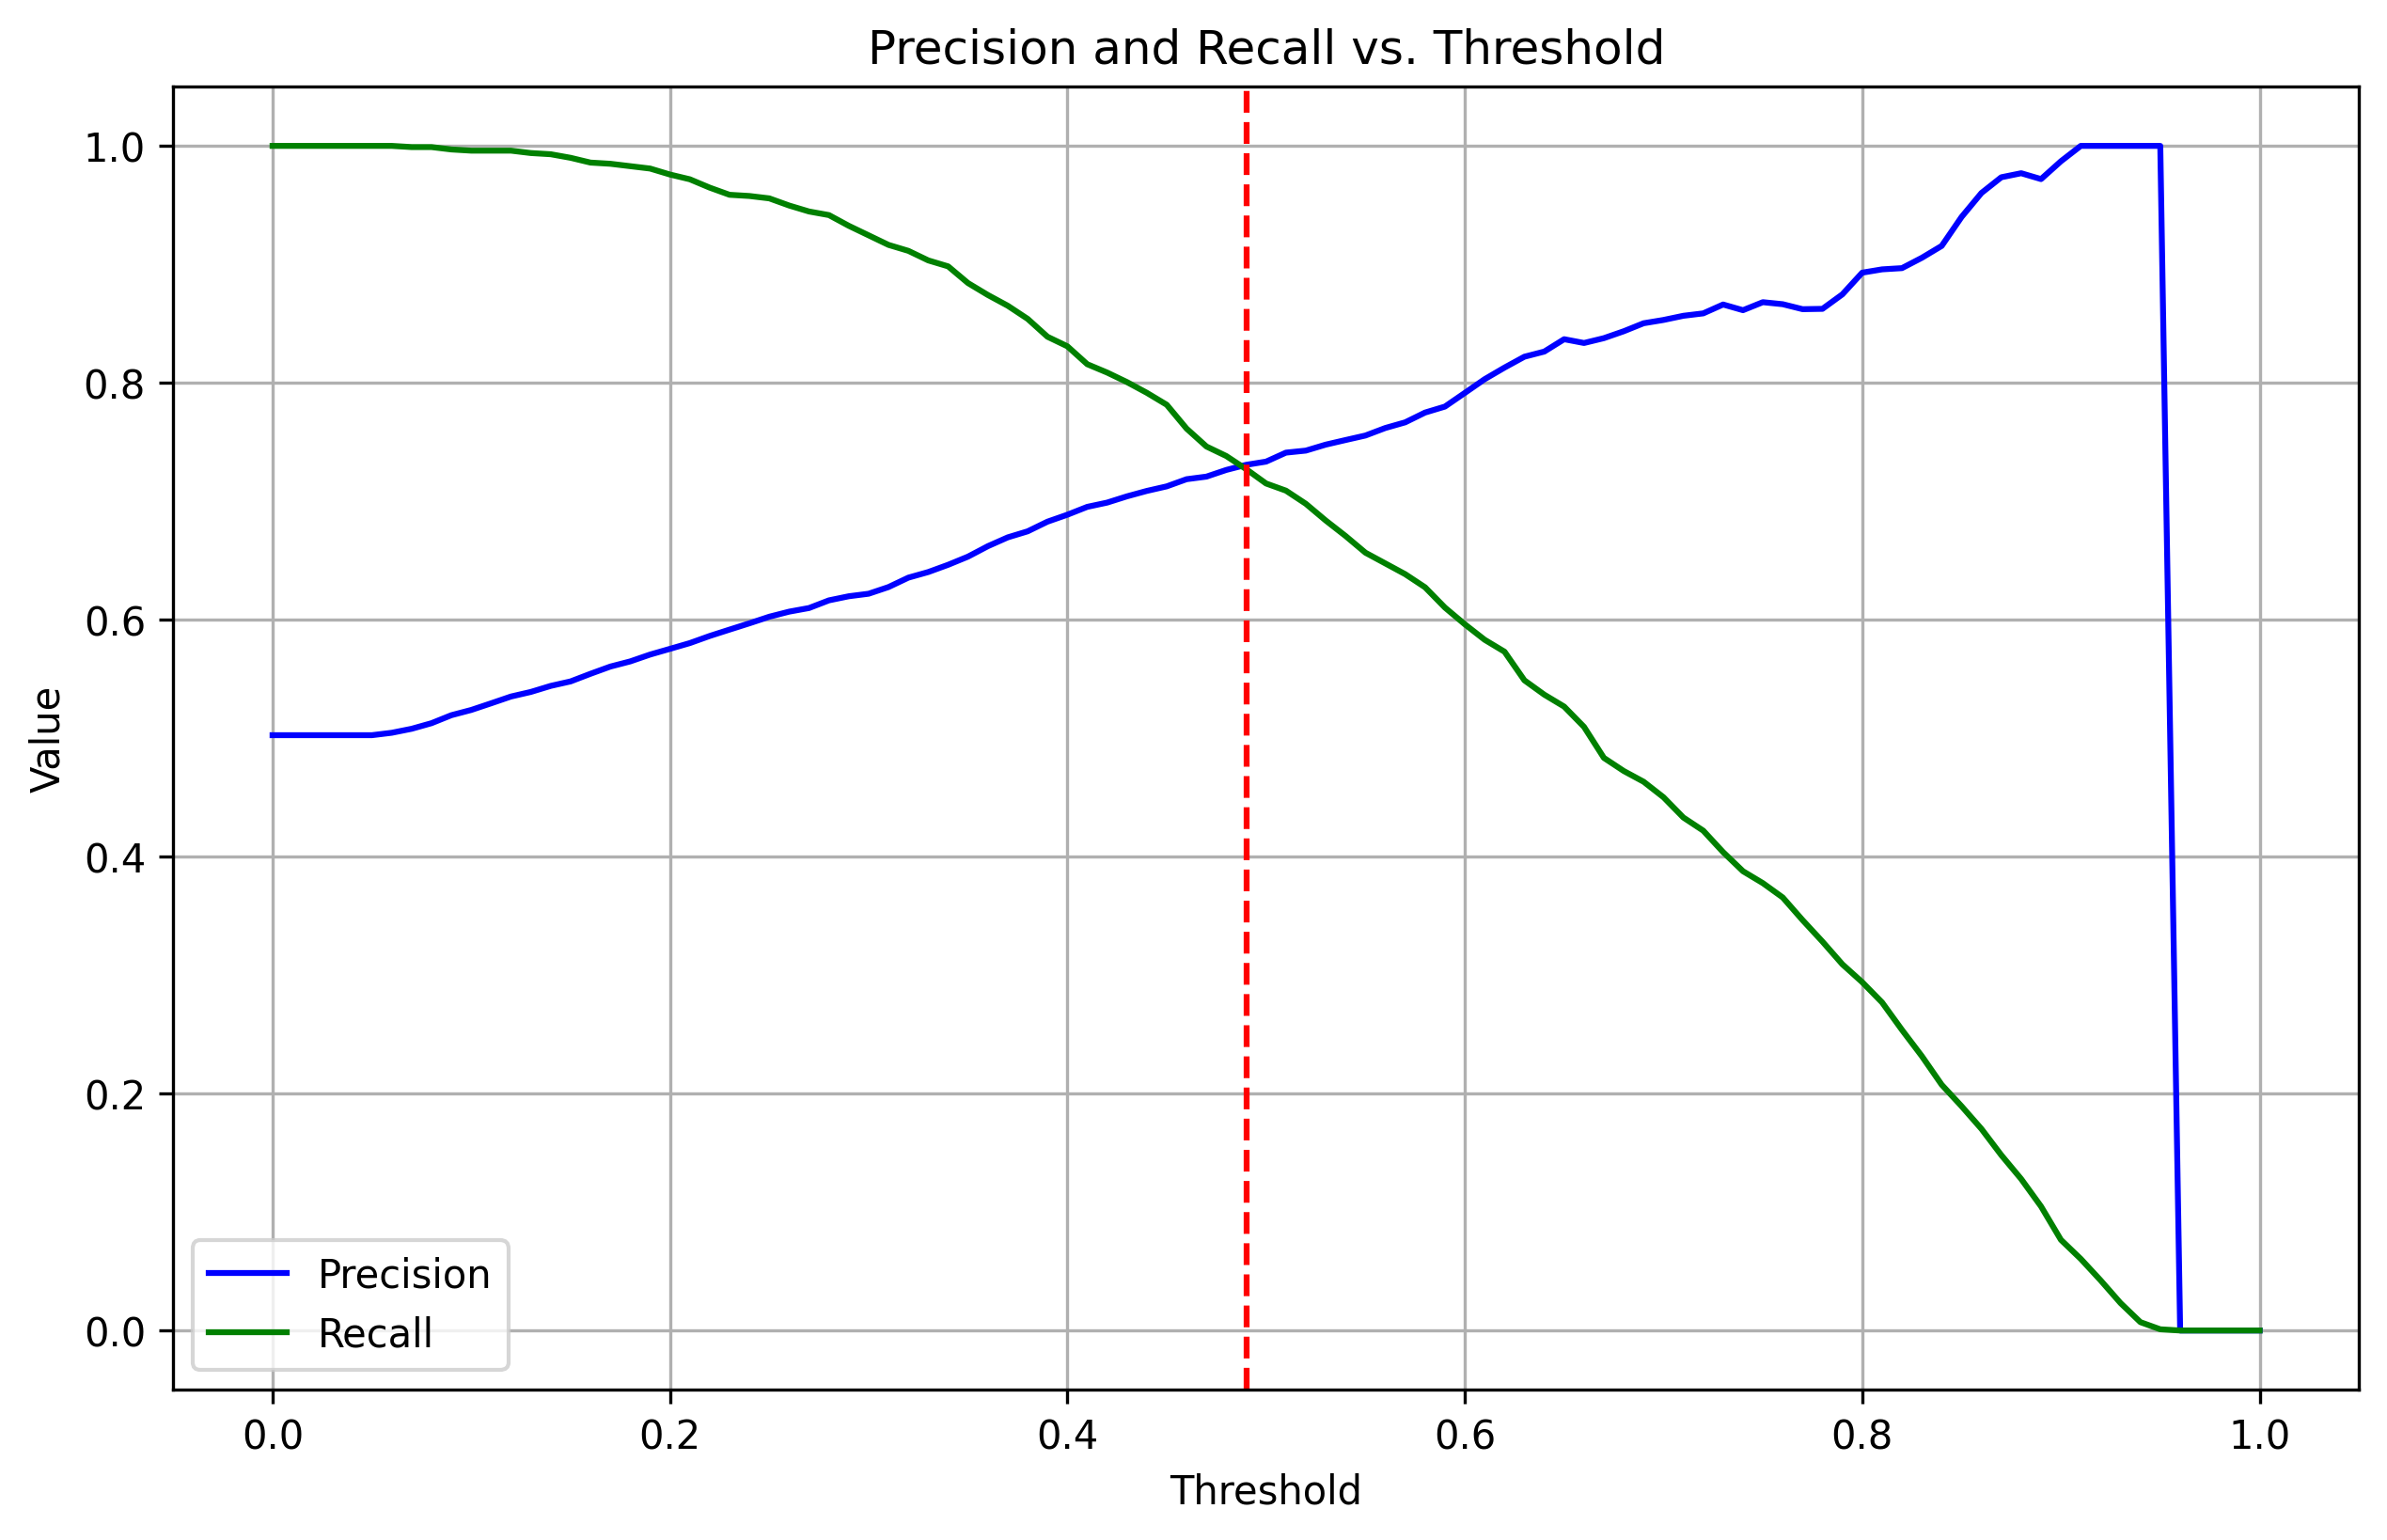 Precision and Recall vs. Threshold
1.0
0.8
0.6
0.4
0.2
0.0
Value
Precision
Recall
0.0 0.2 0.4 0.6 0.8 1.0
Threshold